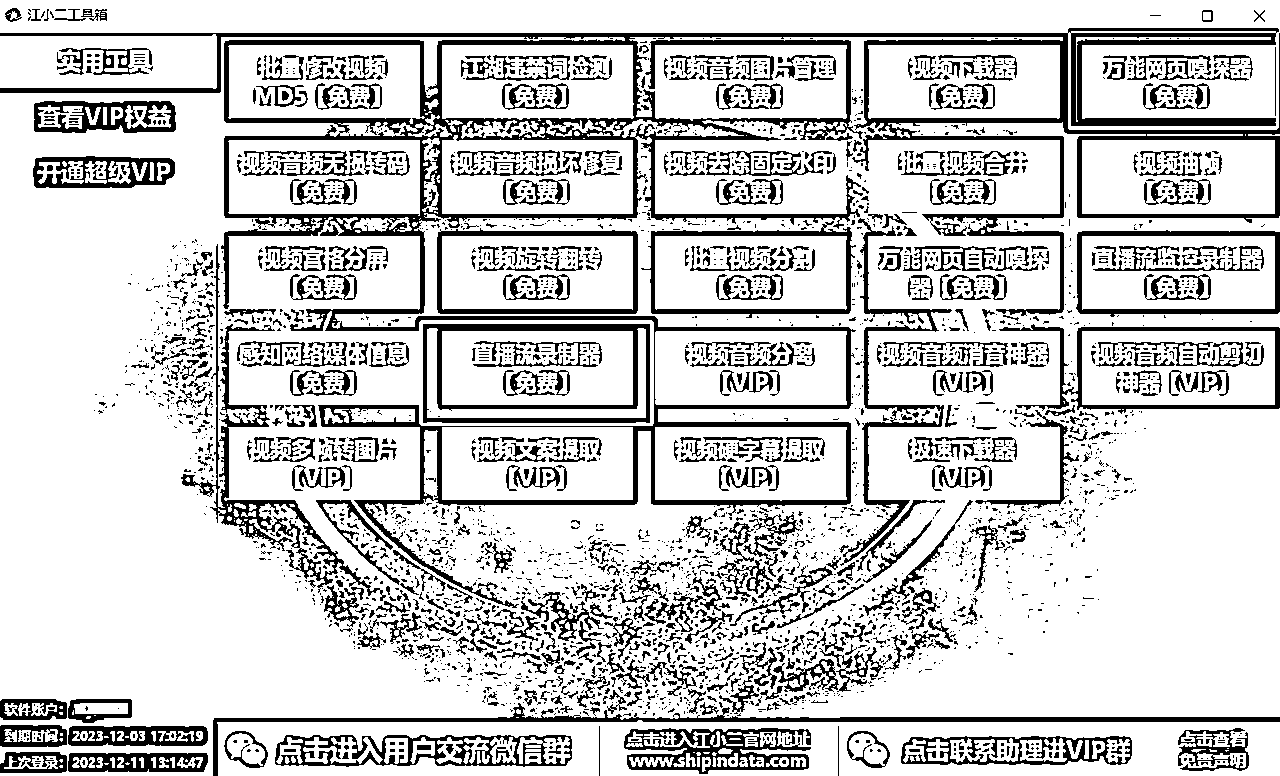 江小二工具箱
实用工具
查看VIP权益
开通超级VIP
批量修改视频
MD5【免费】
江湖违禁词检测
【免费】
视频音频图片管理
【免费】
视频下载器
【免费】
万能网页嗅探器
【免费】
视频音频无损转码
【免费】
视频音频损坏修复
【免费】
视频去除固定水印
【免费】
批量视频合并
【免费】
视频抽帧
【免费】
视频宫格分屏
【免费】
视频旋转翻转
【免费】
批量视频分割
【免费】
万能网页自动嗅探
器【免费】
直播流监控录制器
【免费】
感知网络媒体信息
【免费】
直播流录制器
【免费】
视频音频分离
【VIP】
视频音频消音神器
【VIP】
视频音频自动剪切
神器【VIP】
视频多帧转图片
【VIP】
视频文案提取
【VIP】
视频硬字幕提取
【VIP】
极速下载器
【VIP】
软件账户:
到期时间: 2023-12-03 17:02:19
上次登录: 2023-12-11 13:14:47
点击进入用户交流微信群
点击进入江小二官网地址
www.shipindata.com
点击联系助理进VIP群
点击查看
免责声明